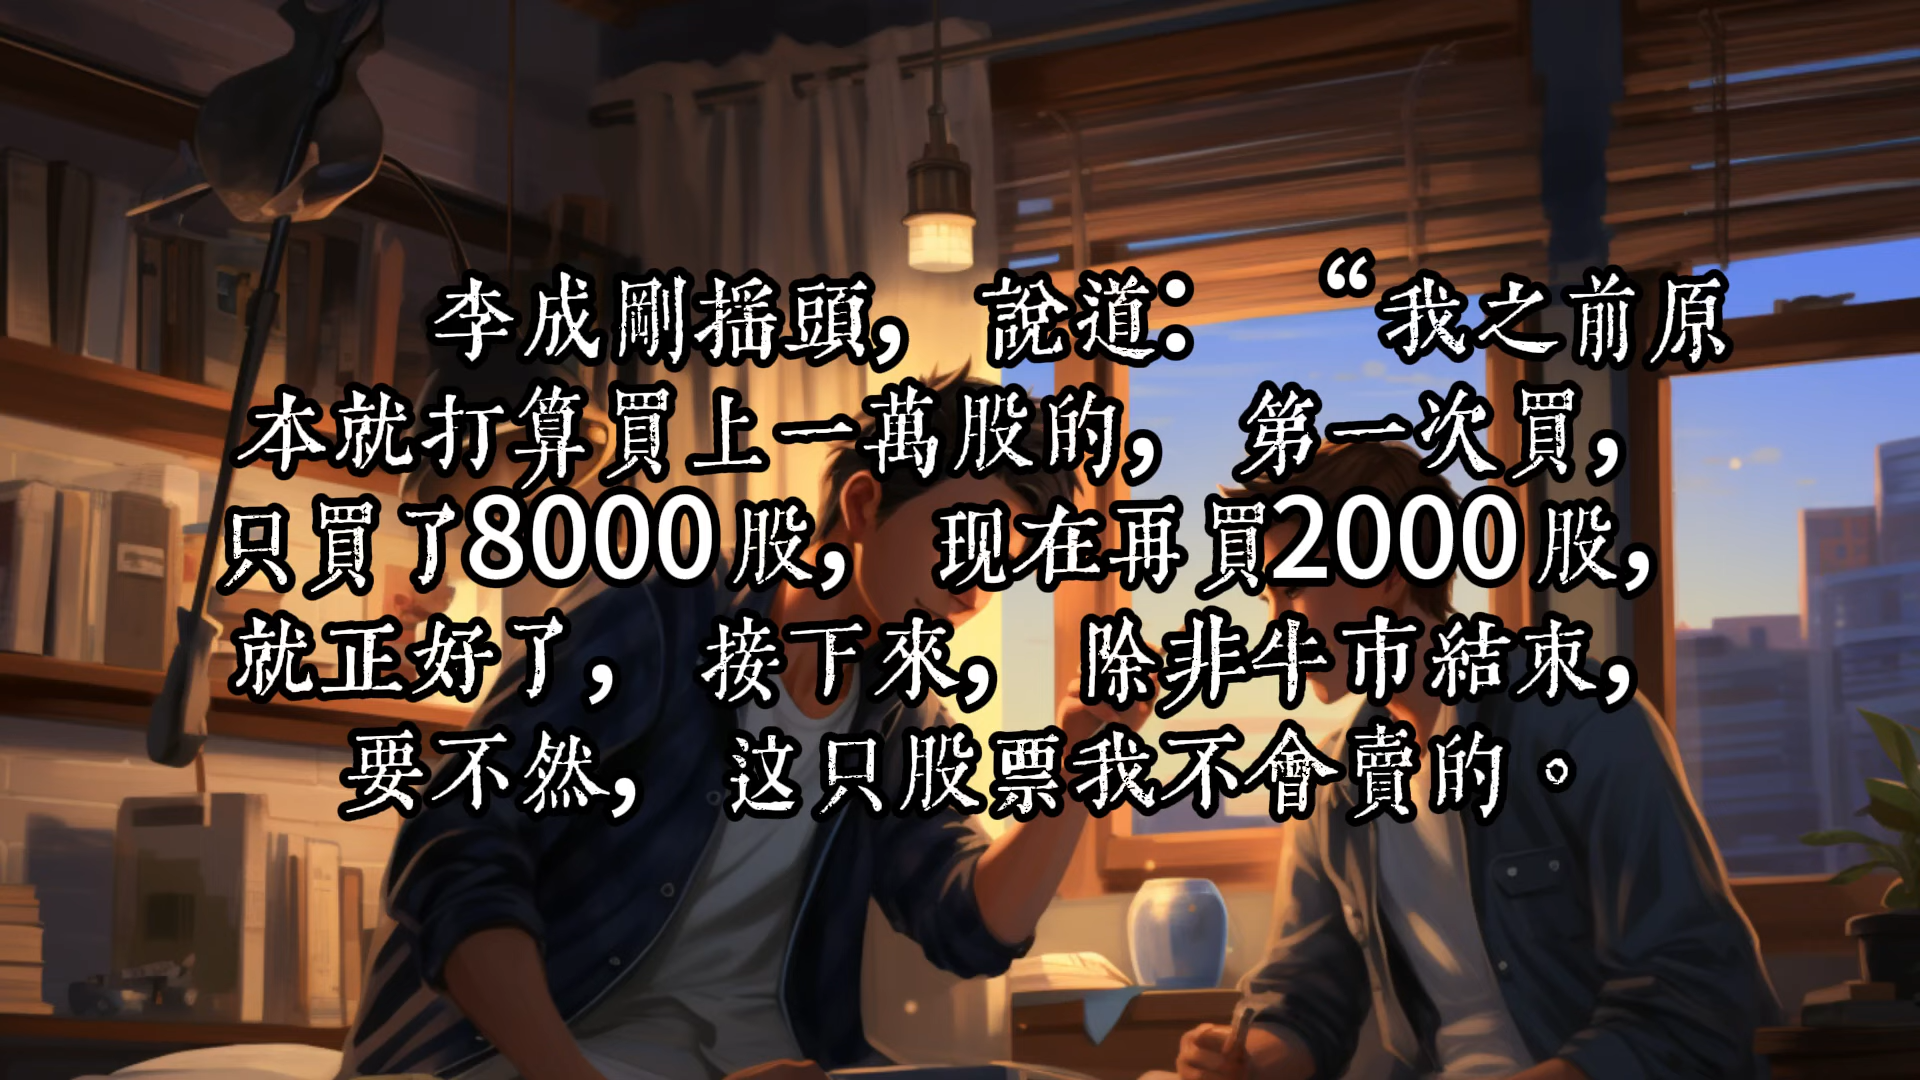 李成剛摇頭，說道：“我之前原
本就打算買上一萬股的，第一次買，
只買了8000股，现在再買2000股，
就正好了，接下來，除非牛市結束，
要不然，这只股票我不會賣的。